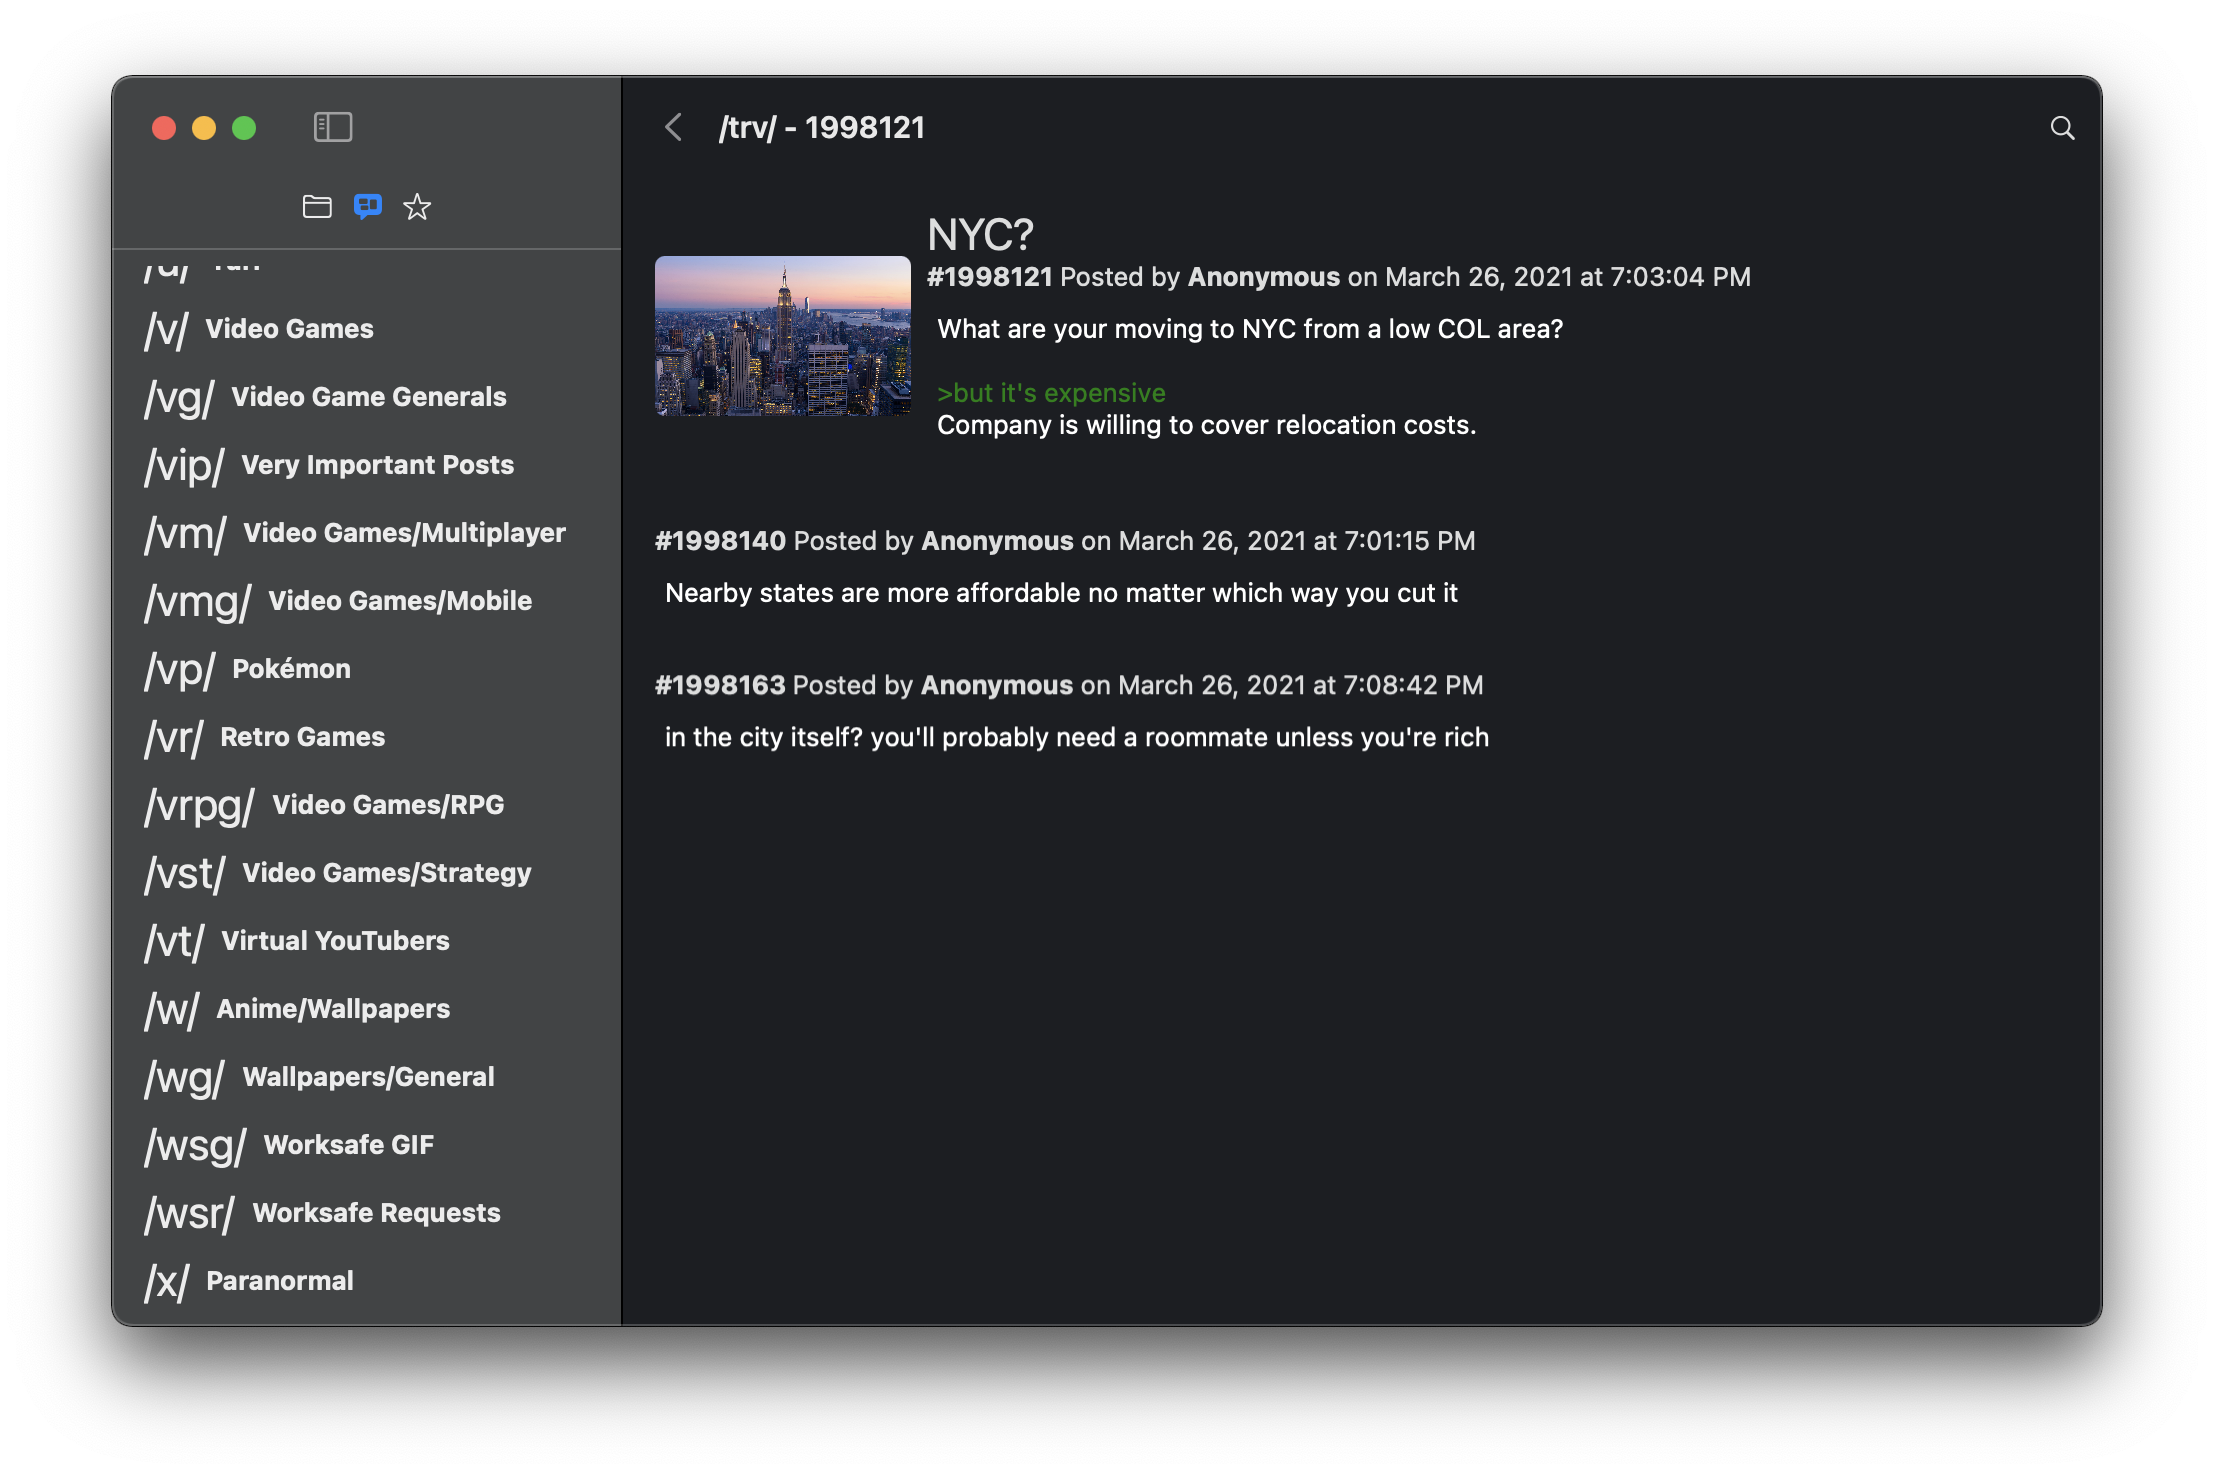 /trv/ - 1998121
/v/ Video Games
/vg/ Video Game Generals
/vip/ Very Important Posts
/vm/ Video Games/Multiplayer
/vmg/ Video Games/Mobile
/vp/ Pokémon
/vr/ Retro Games
/vrpg/ Video Games/RPG
/vst/ Video Games/Strategy
/vt/ Virtual YouTubers
/w/ Anime/Wallpapers
/wg/ Wallpapers/General
/wsg/ Worksafe GIF
/wsr/ Worksafe Requests
/x/ Paranormal
NYC?
#1998121 Posted by Anonymous on March 26, 2021 at 7:03:04 PM
What are your moving to NYC from a low COL area?
>but it's expensive
Company is willing to cover relocation costs.
#1998140 Posted by Anonymous on March 26, 2021 at 7:01:15 PM
Nearby states are more affordable no matter which way you cut it
#1998163 Posted by Anonymous on March 26, 2021 at 7:08:42 PM
in the city itself? you'll probably need a roommate unless you're rich